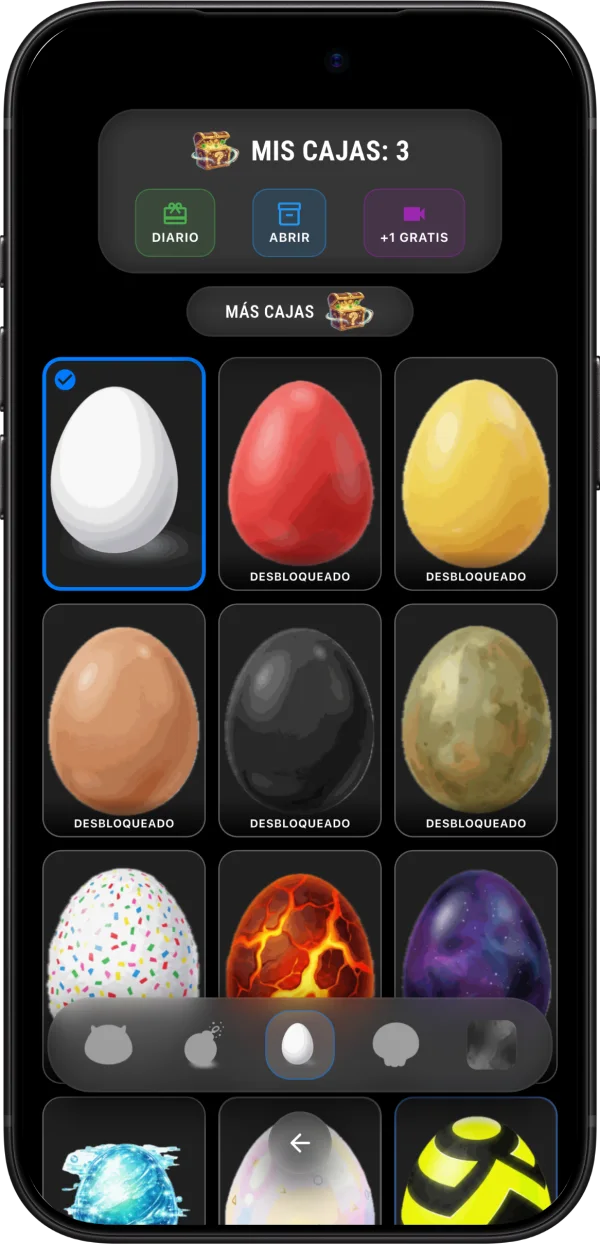 MIS CAJAS: 3
DIARIO
ABRIR
+1 GRATIS
MÁS CAJAS
DESBLOQUEADO
DESBLOQUEADO
DESBLOQUEADO
DESBLOQUEADO
DESBLOQUEADO